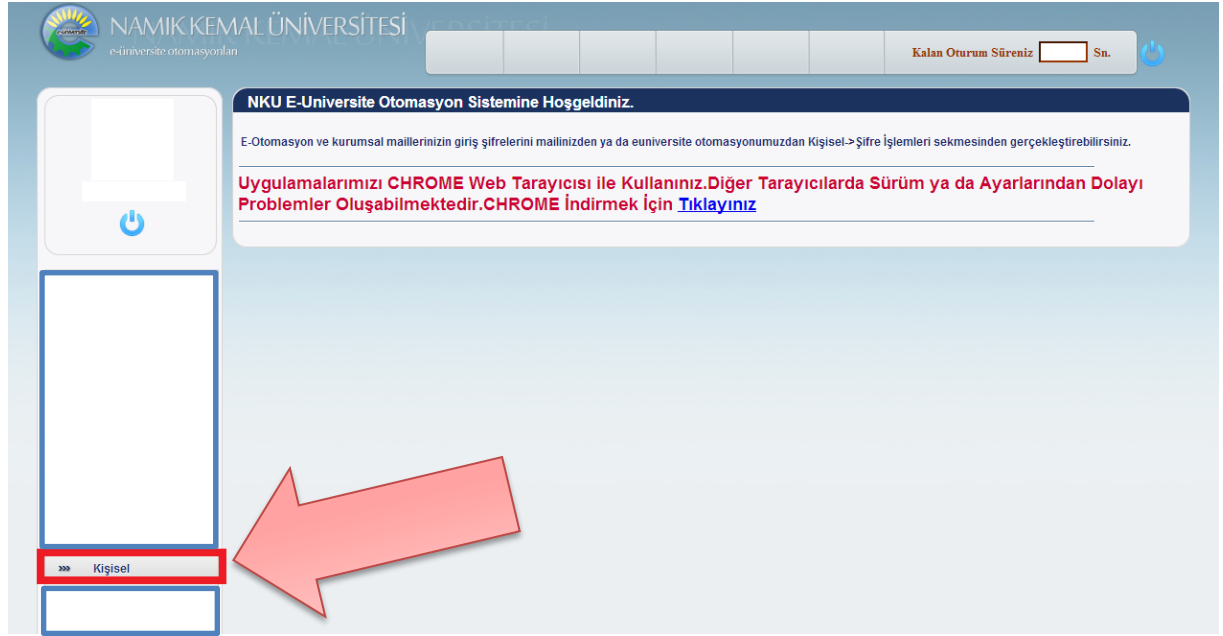 NAMIK KEMAL ÜNİVERSİTESİ
e-üniversite otomasyonları
Kalan Oturum Süreniz Sn.
NKU E-Universite Otomasyon Sistemine Hoşgeldiniz.
E-Otomasyon ve kurumsal maillerinizin giriş şifrelerini mailinizden ya da euniversite otomasyonumuzdan Kişisel->Şifre İşlemleri sekmesinden gerçekleştirebilirsiniz.
Uygulamalarımızı CHROME Web Tarayıcısı ile Kullanınız.Diğer Tarayıcılarda Sürüm ya da Ayarlarından Dolayı
Problemler Oluşabilmektedir.CHROME İndirmek İçin Tıklayınız
»» Kişisel